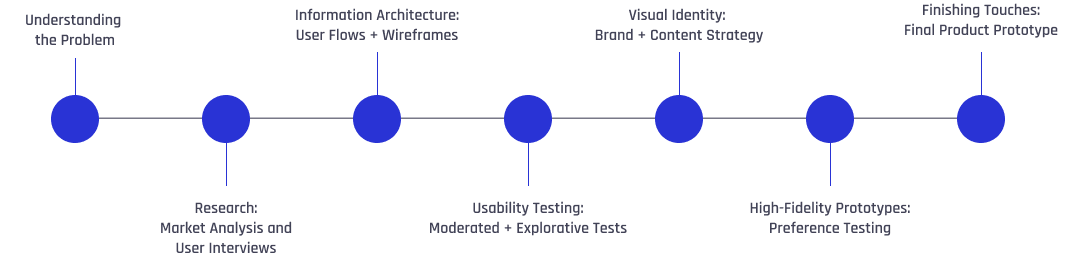 Understanding
the Problem
Research:
Market Analysis and
User Interviews
Information Architecture:
User Flows + Wireframes
Usability Testing:
Moderated + Explorative Tests
Visual Identity:
Brand + Content Strategy
High-Fidelity Prototypes:
Preference Testing
Finishing Touches:
Final Product Prototype